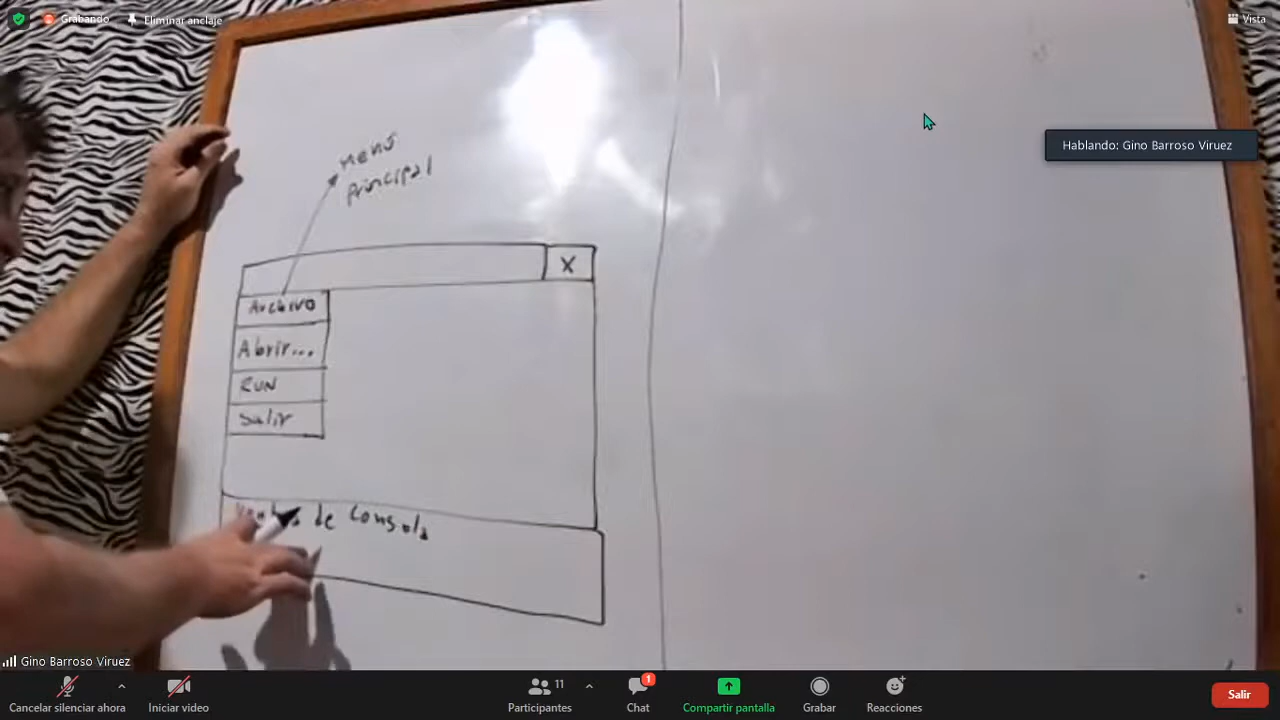 Grabando
Eliminar anclaje
Vista
Hablando: Gino Barroso Viruez
menú
principal
X
Archivo
Abrir...
RUN
Salir
de Consola
Gino Barroso Viruez
Cancelar silenciar ahora
Iniciar video
Participantes
11
Chat
1
Compartir pantalla
Grabar
Reacciones
Salir